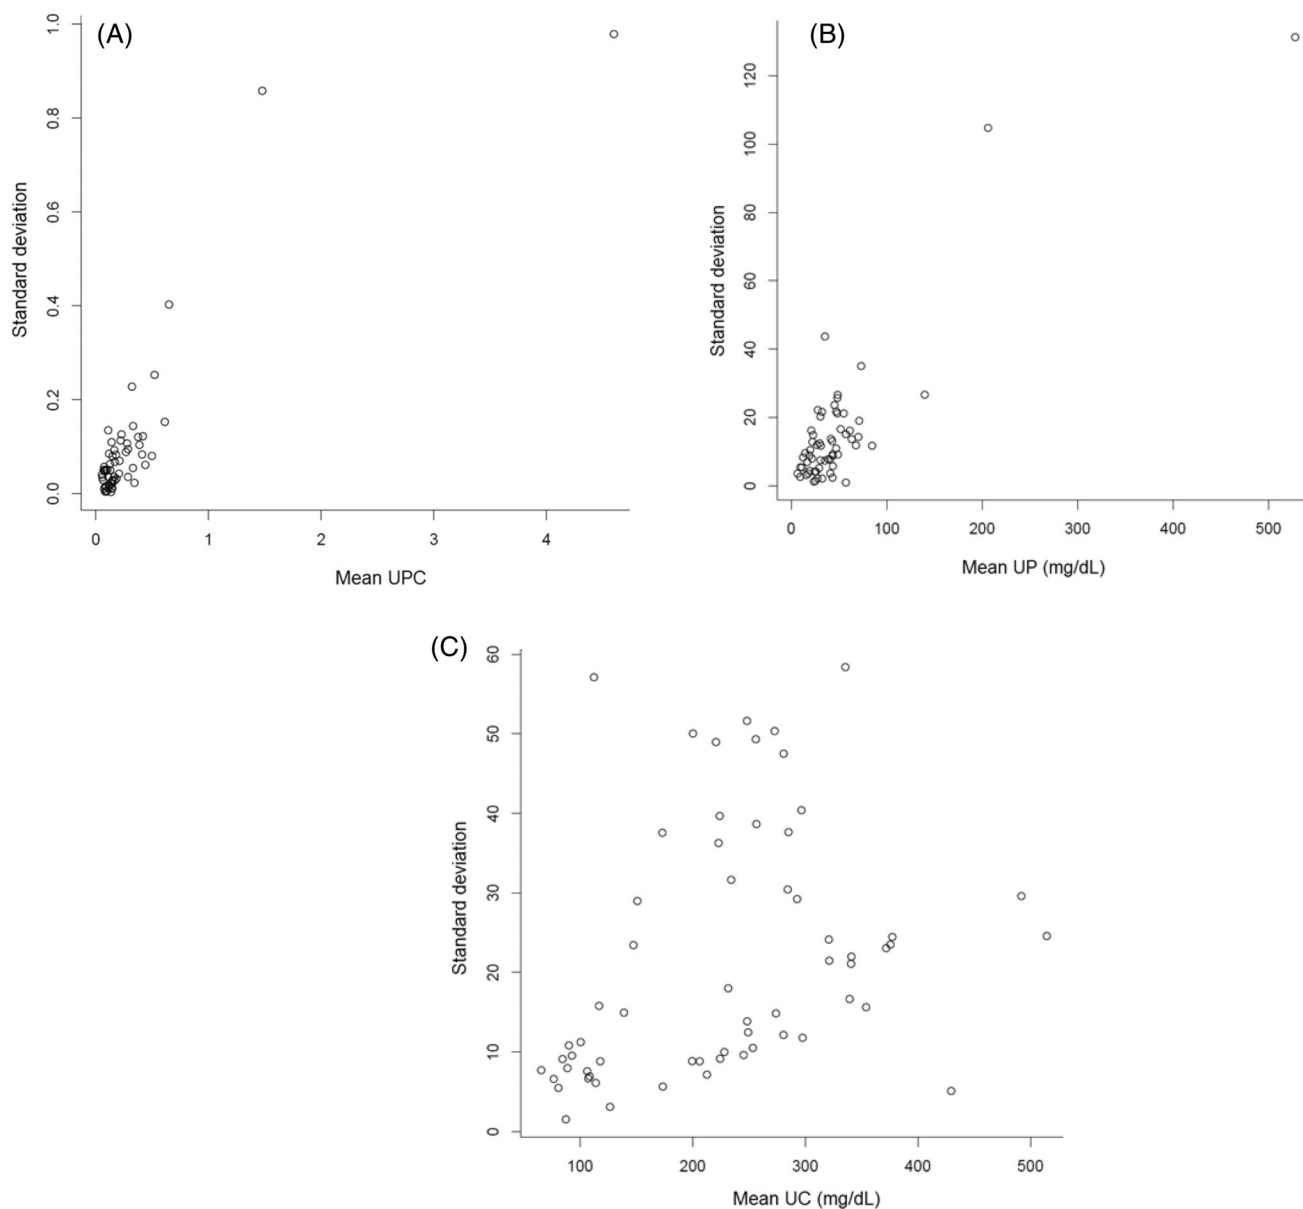 (A)
Standard deviation
1.0
0.8
0.6
0.4
0.2
0.0
0 1 2 3 4
Mean UPC
(B)
Standard deviation
120
100
80
60
40
20
0
0 100 200 300 400 500
Mean UP (mg/dL)
(C)
Standard deviation
60
50
40
30
20
10
0
100 200 300 400 500
Mean UC (mg/dL)